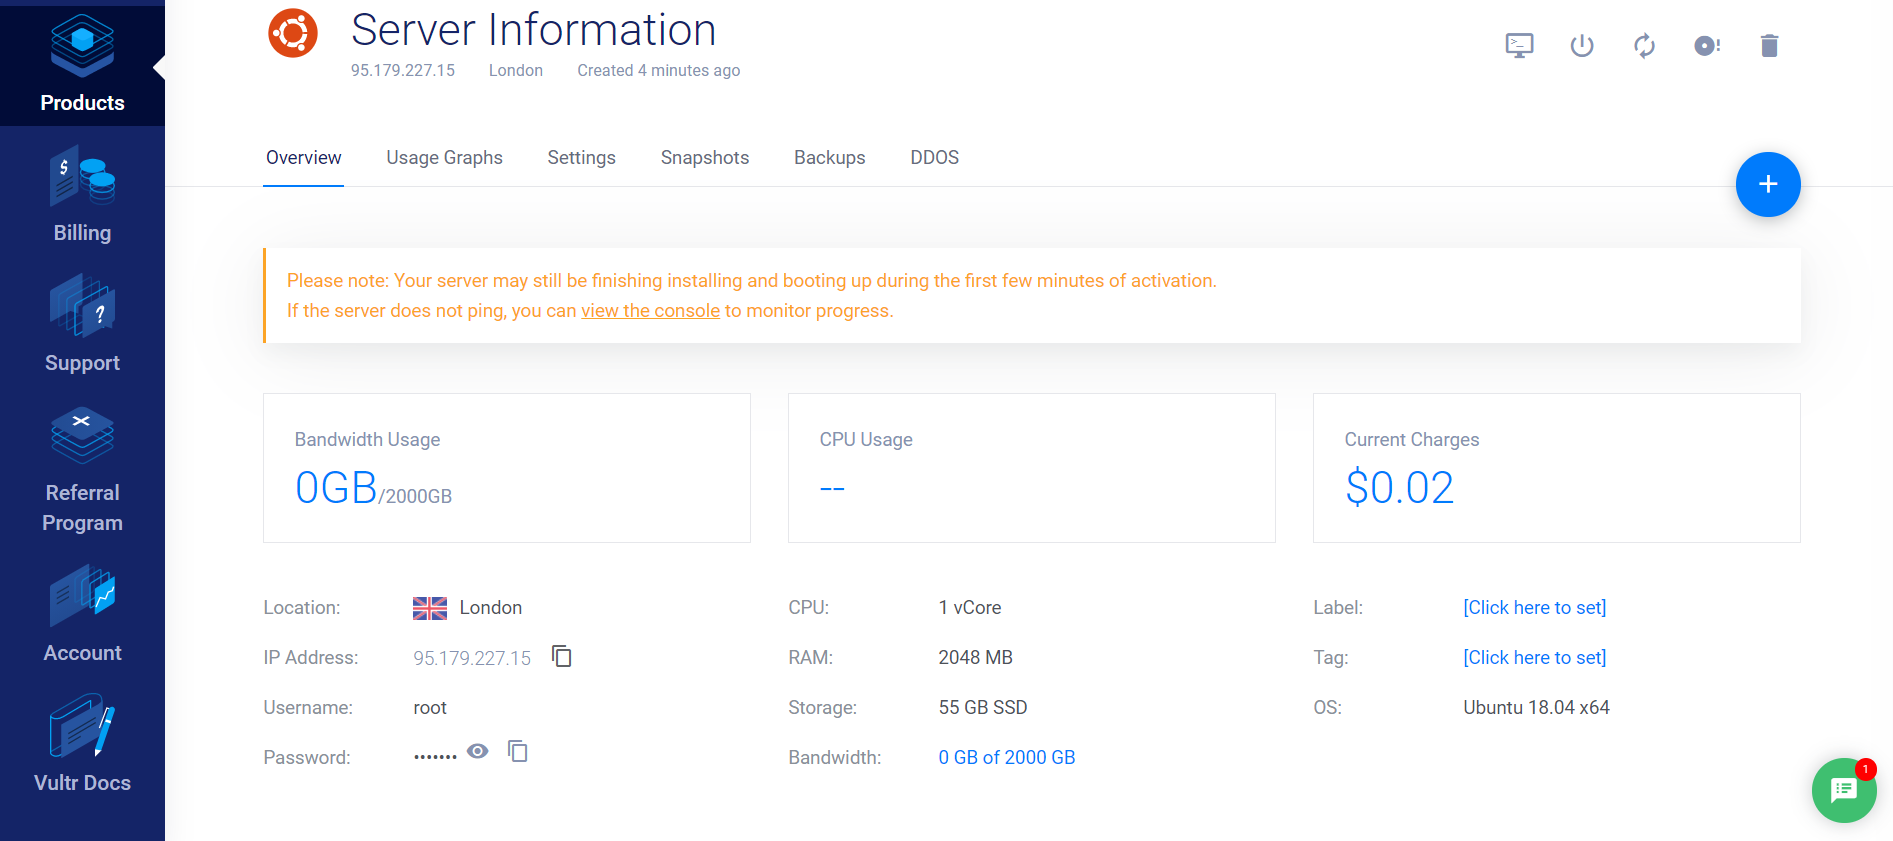 Products
Billing
Support
Referral
Program
Account
Vultr Docs
Server Information
95.179.227.15 London Created 4 minutes ago
Overview Usage Graphs Settings Snapshots Backups DDOS
Please note: Your server may still be finishing installing and booting up during the first few minutes of activation.
If the server does not ping, you can view the console to monitor progress.
Bandwidth Usage
0GB/2000GB
CPU Usage
--
Current Charges
$0.02
Location: London
IP Address: 95.179.227.15
Username: root
Password: •••••••
CPU: 1 vCore
RAM: 2048 MB
Storage: 55 GB SSD
Bandwidth: 0 GB of 2000 GB
Label: [Click here to set]
Tag: [Click here to set]
OS: Ubuntu 18.04 x64
1